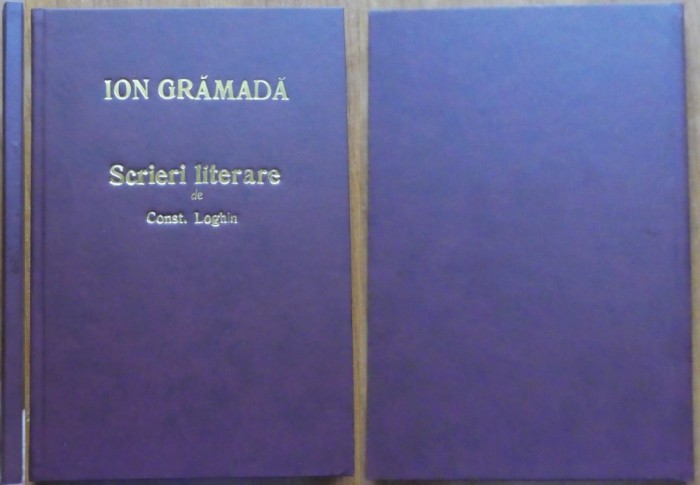 ION GRĂMADĂ
Scrieri literare
de
Const. Loghin